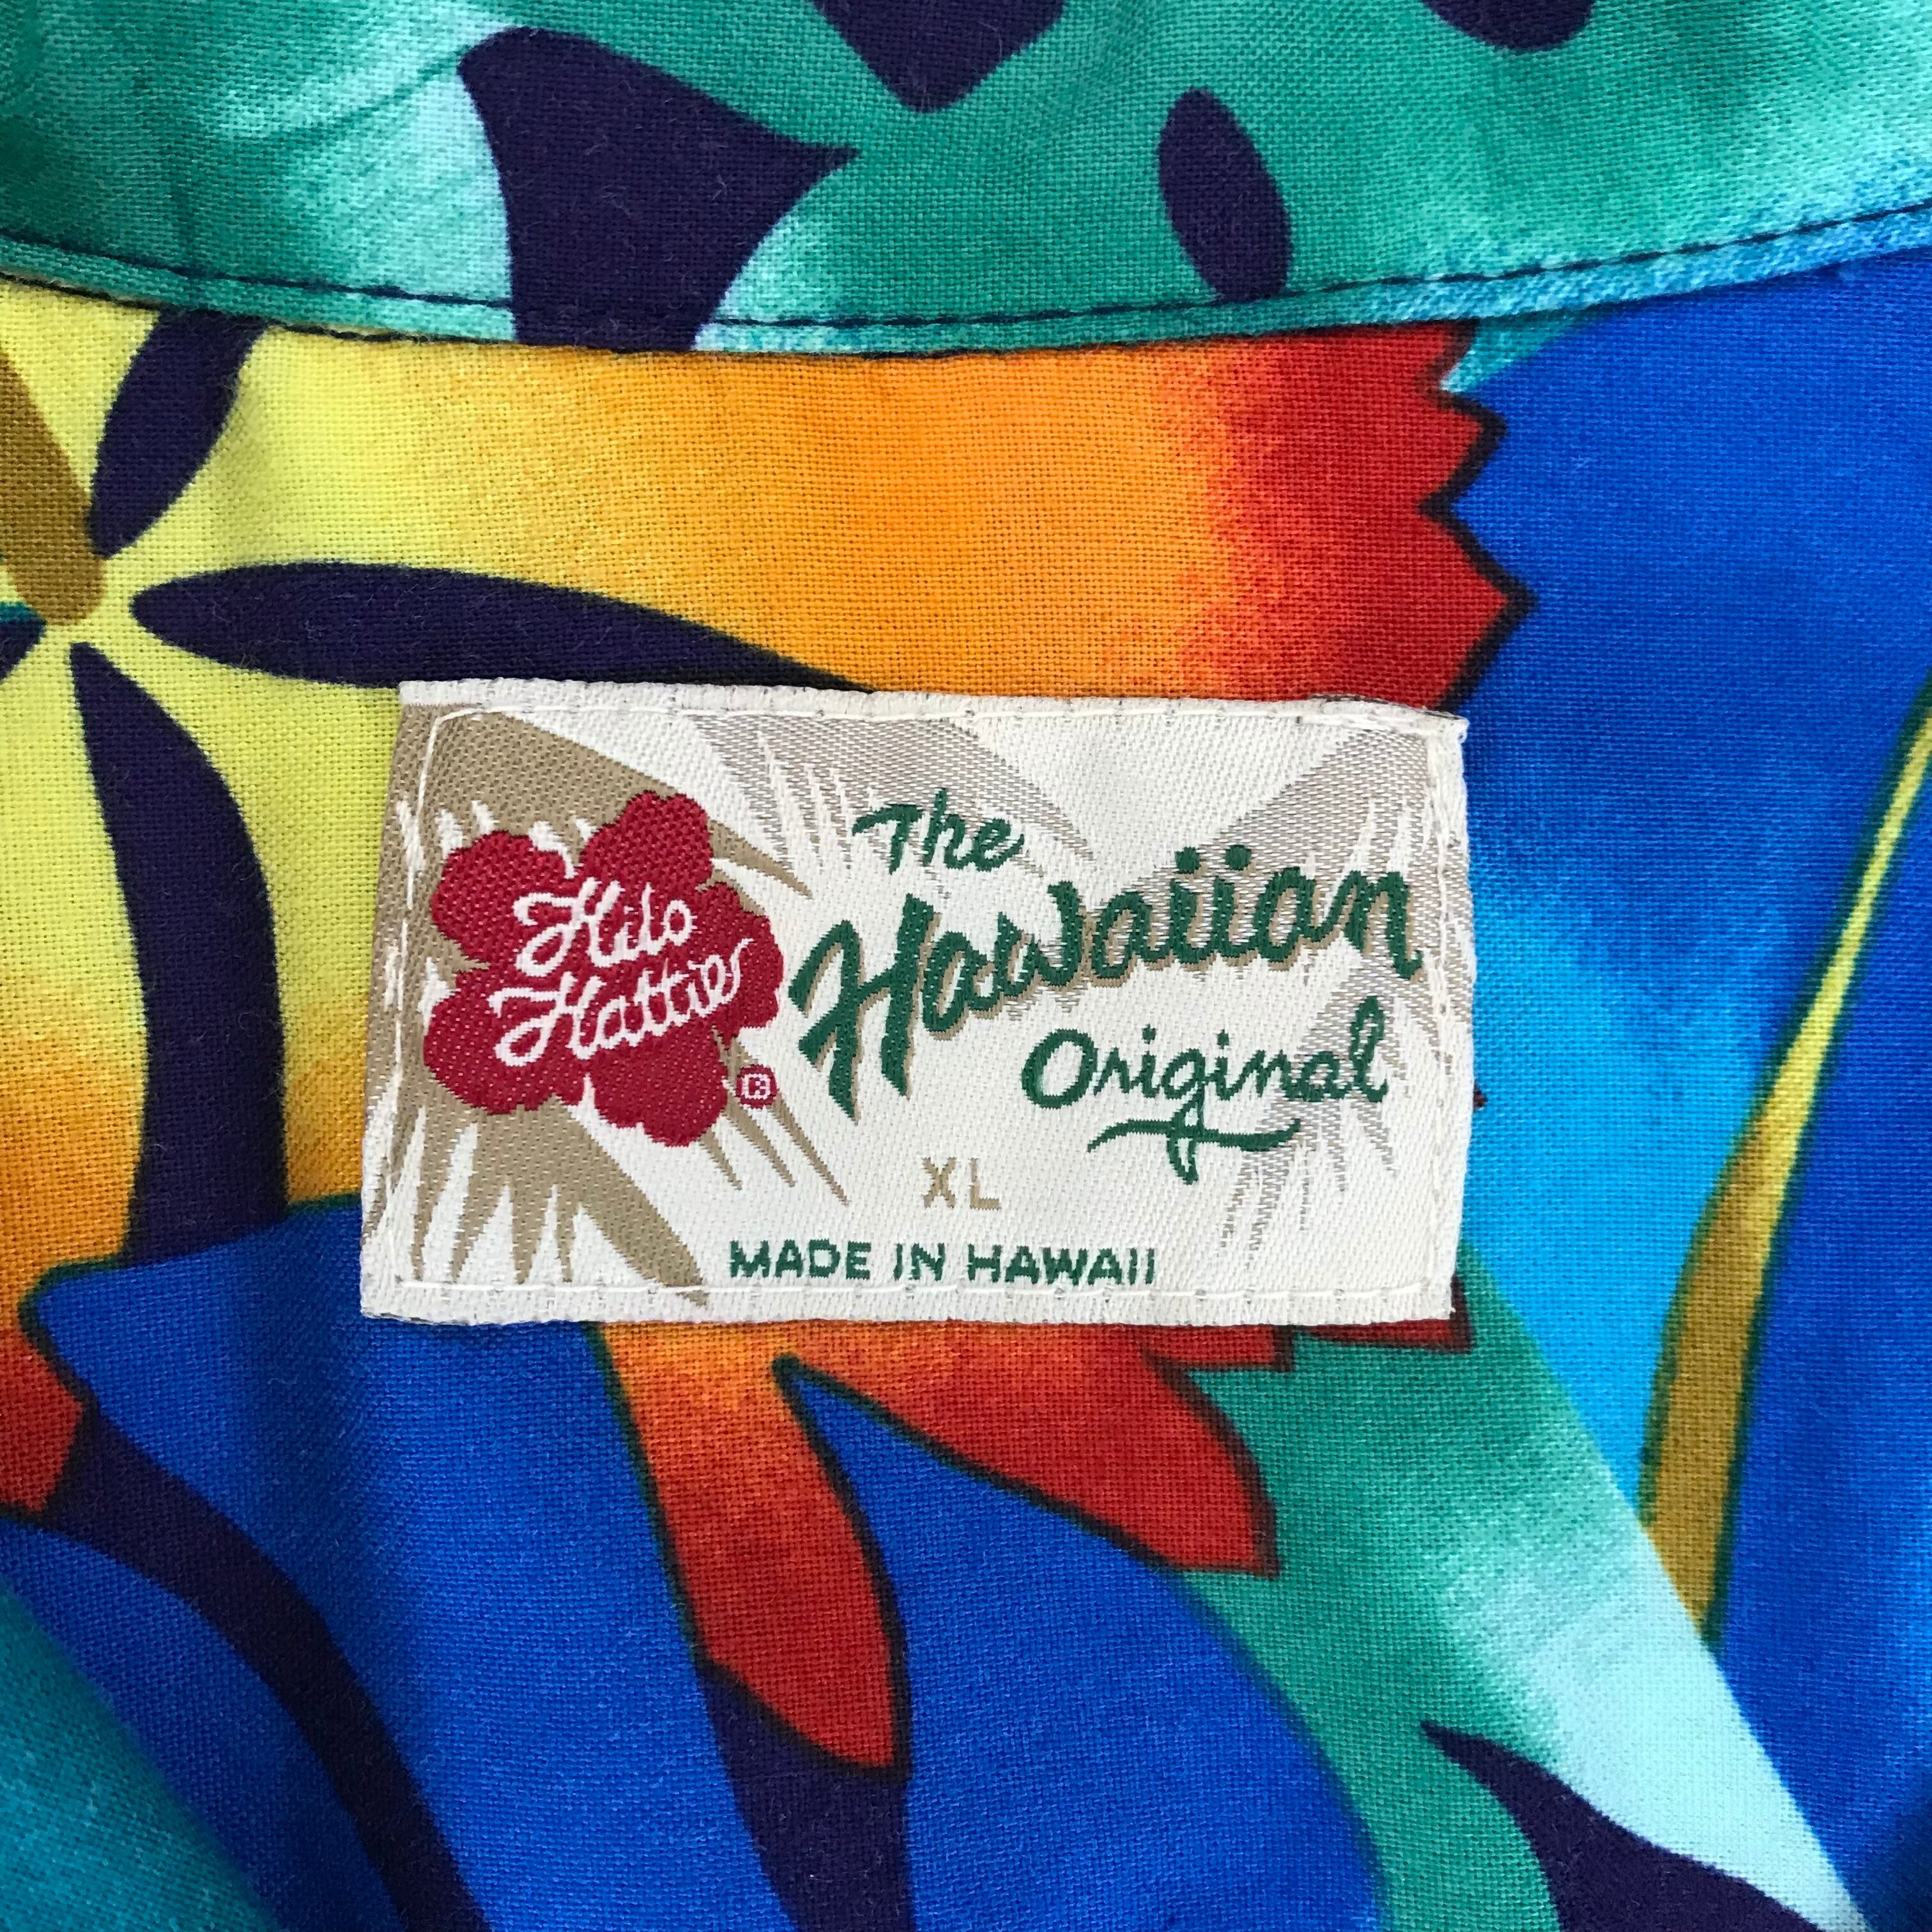 Hilo
Hattie®
The
Hawaiian
Original
XL
MADE IN HAWAII